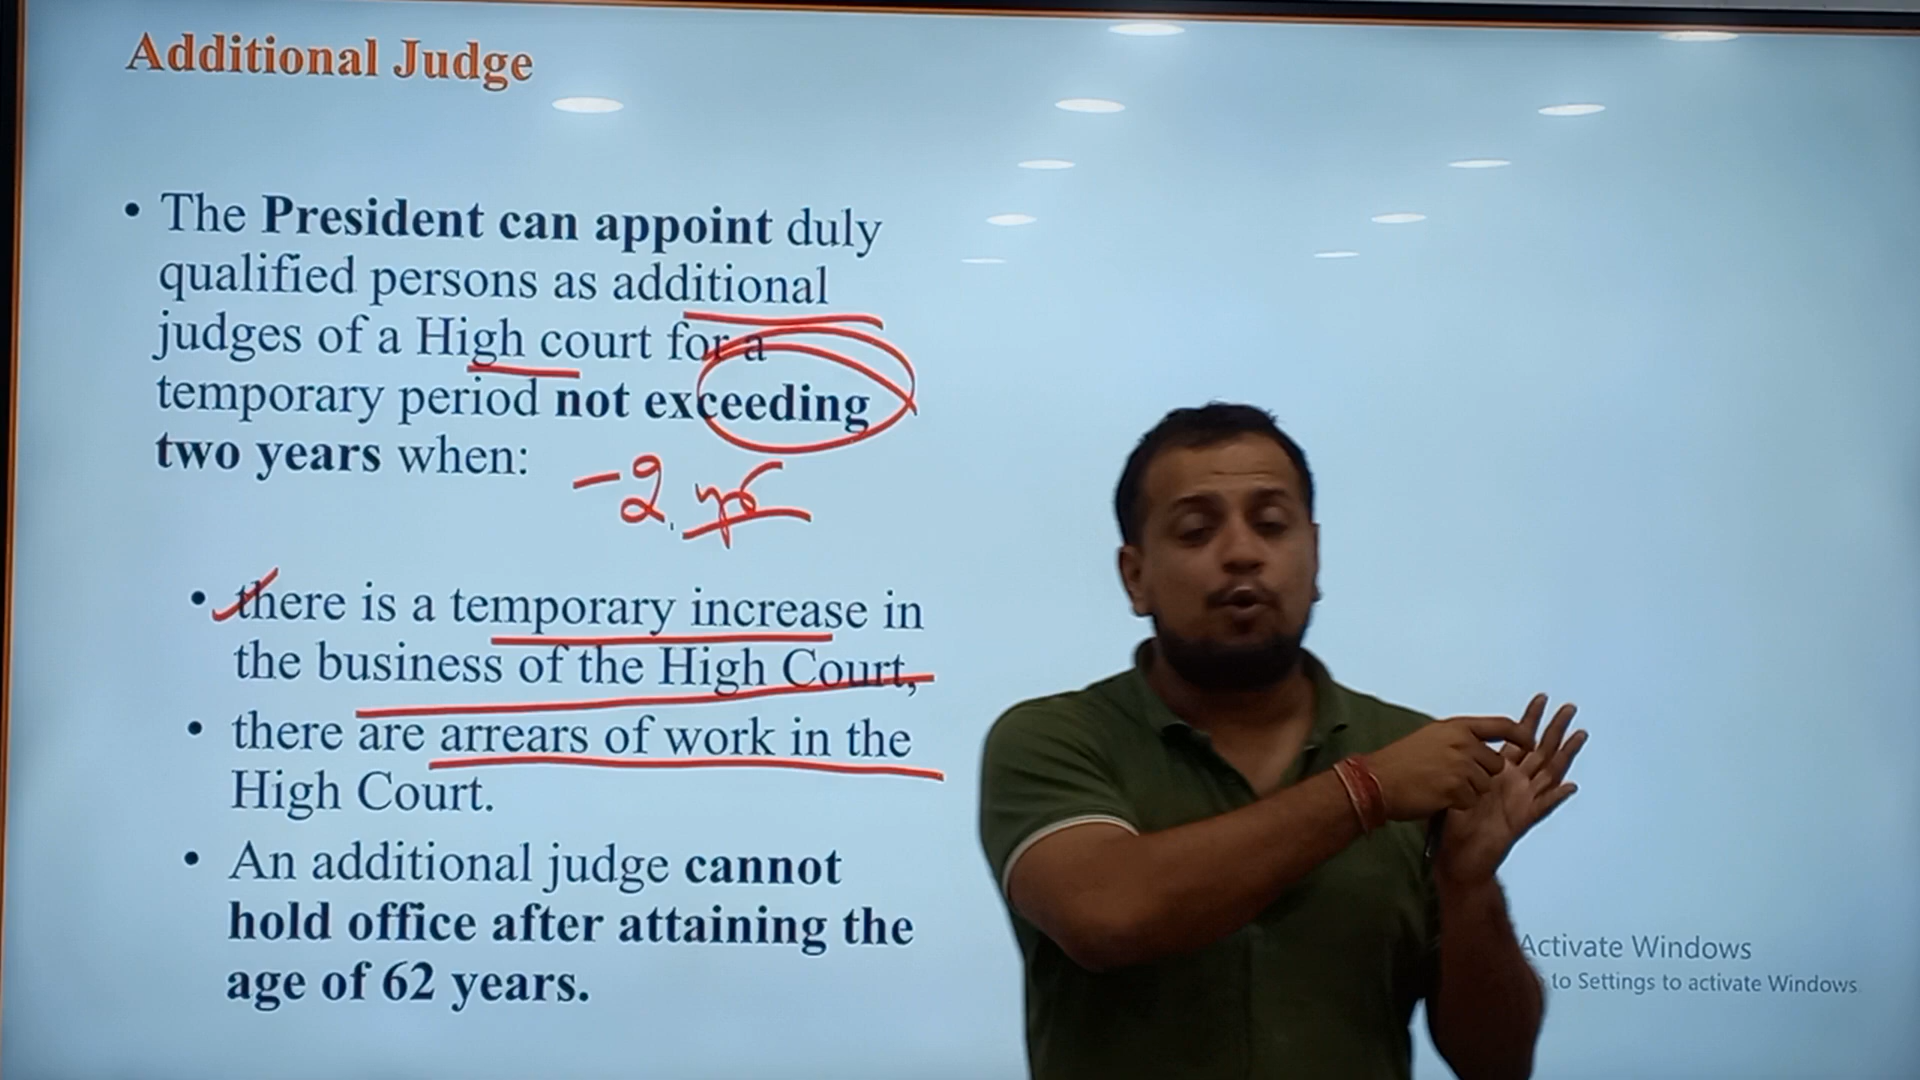 Additional Judge
• The President can appoint duly
qualified persons as additional
judges of a High court for a
temporary period not exceeding
two years when:
-2 yrs
• there is a temporary increase in
the business of the High Court,
• there are arrears of work in the
High Court.
• An additional judge cannot
hold office after attaining the
age of 62 years.
Activate Windows
to Settings to activate Windows